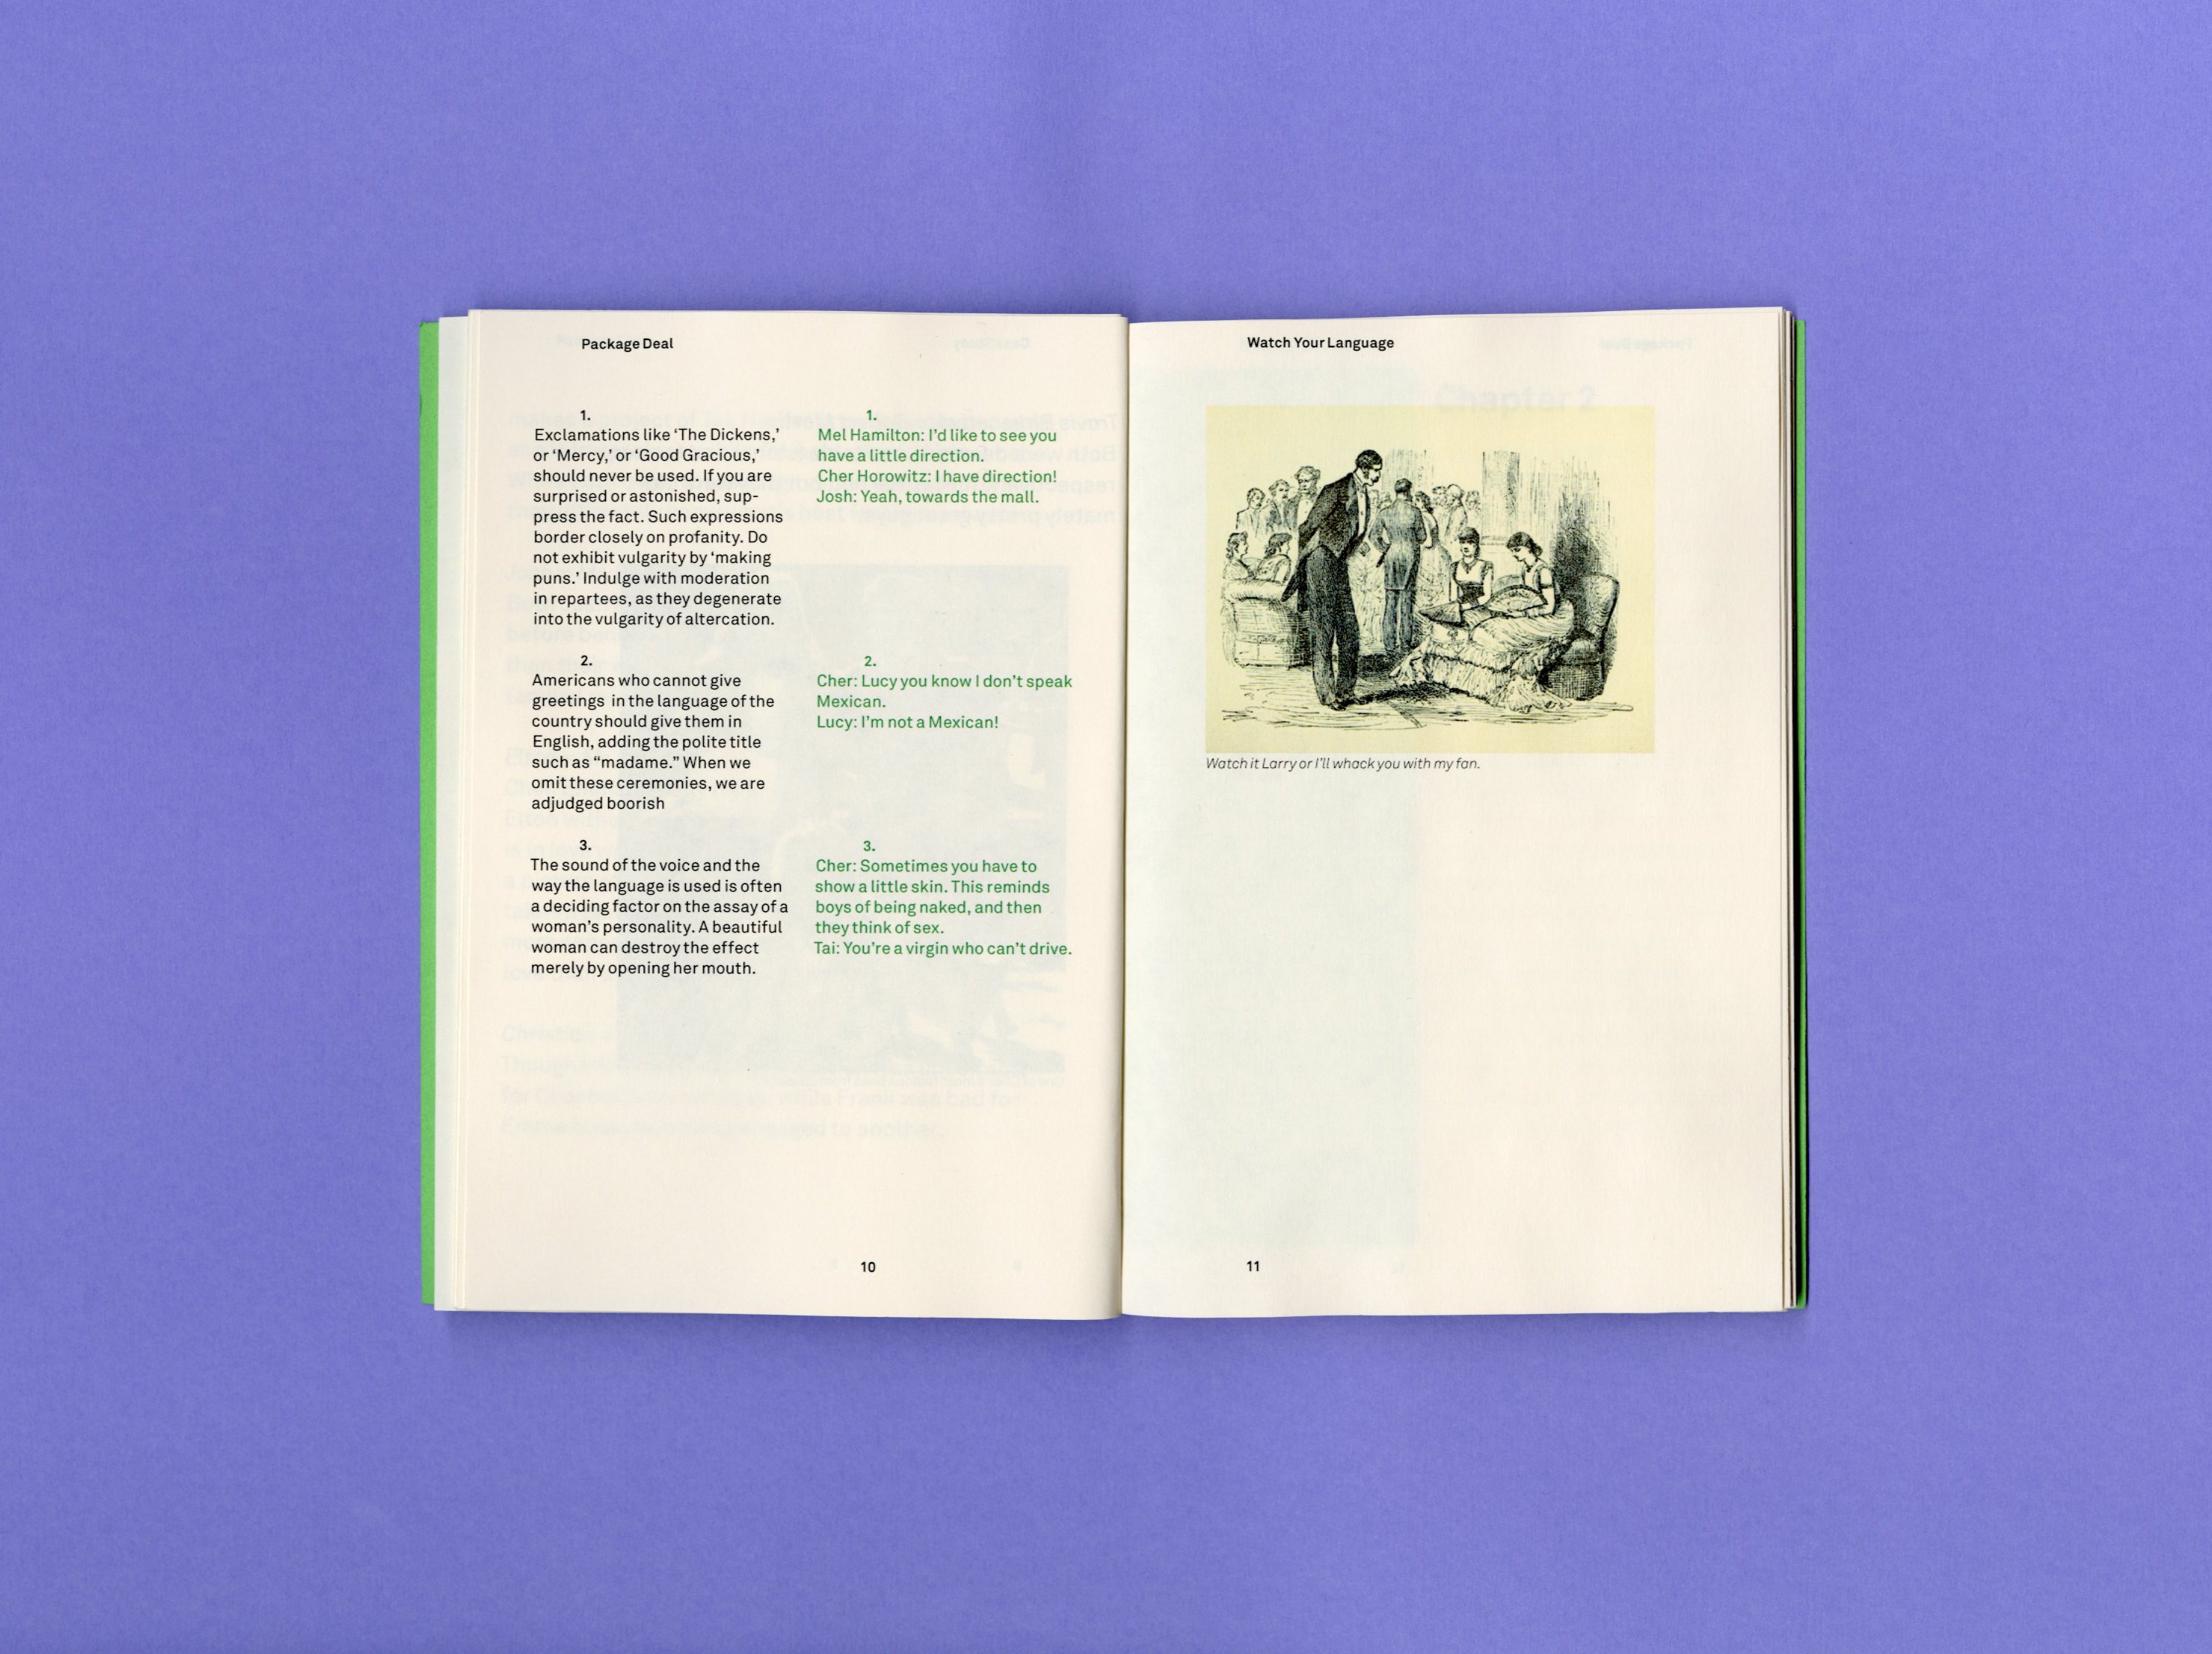 Package Deal
1.
Exclamations like ‘The Dickens,’
or ‘Mercy,’ or ‘Good Gracious,’
should never be used. If you are
surprised or astonished, sup-
press the fact. Such expressions
border closely on profanity. Do
not exhibit vulgarity by ‘making
puns.’ Indulge with moderation
in repartees, as they degenerate
into the vulgarity of altercation.
2.
Americans who cannot give
greetings in the language of the
country should give them in
English, adding the polite title
such as “madame.” When we
omit these ceremonies, we are
adjudged boorish
3.
The sound of the voice and the
way the language is used is often
a deciding factor on the assay of a
woman’s personality. A beautiful
woman can destroy the effect
merely by opening her mouth.
1.
Mel Hamilton: I’d like to see you
have a little direction.
Cher Horowitz: I have direction!
Josh: Yeah, towards the mall.
2.
Cher: Lucy you know I don’t speak
Mexican.
Lucy: I’m not a Mexican!
3.
Cher: Sometimes you have to
show a little skin. This reminds
boys of being naked, and then
they think of sex.
Tai: You’re a virgin who can’t drive.
10
Watch Your Language
Chapter 2
Watch it Larry or I’ll whack you with my fan.
11